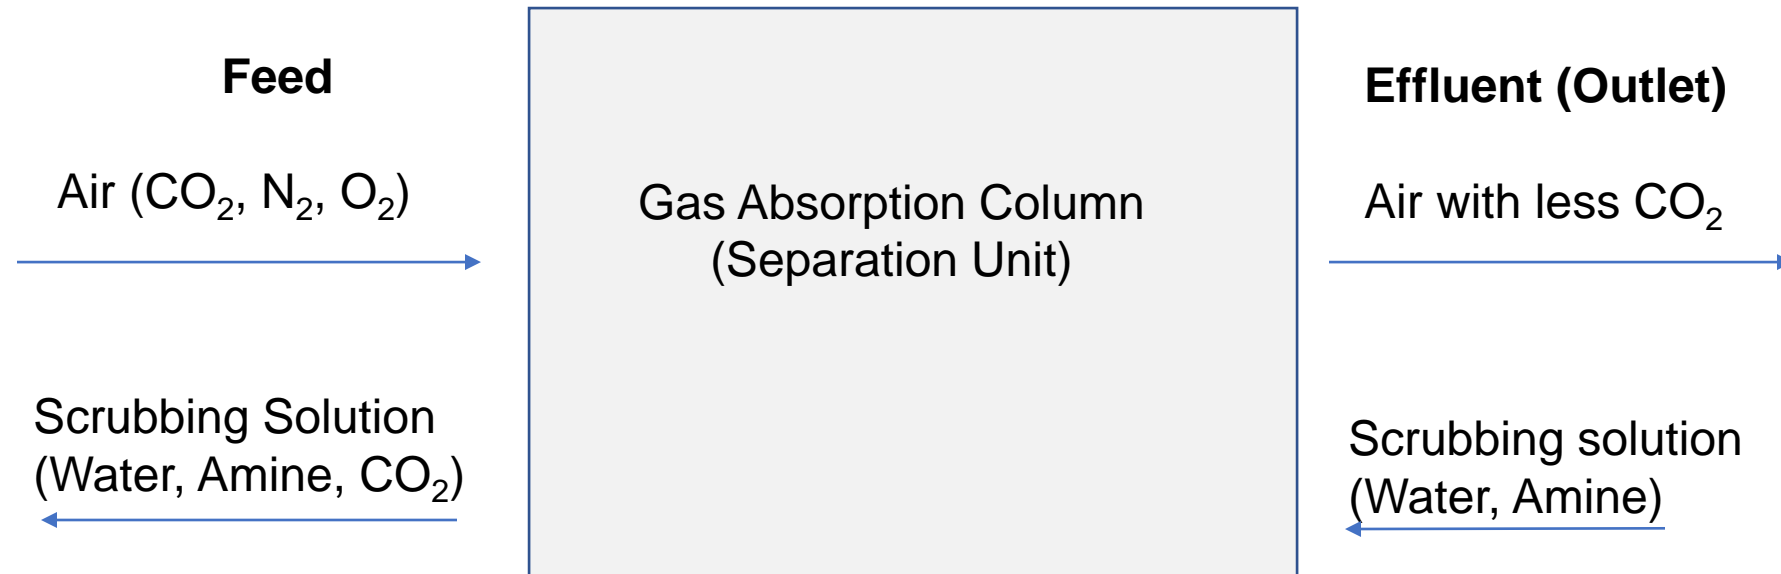 Feed
Air (CO₂, N₂, O₂)
Scrubbing Solution
(Water, Amine, CO₂)
Gas Absorption Column
(Separation Unit)
Effluent (Outlet)
Air with less CO₂
Scrubbing solution
(Water, Amine)